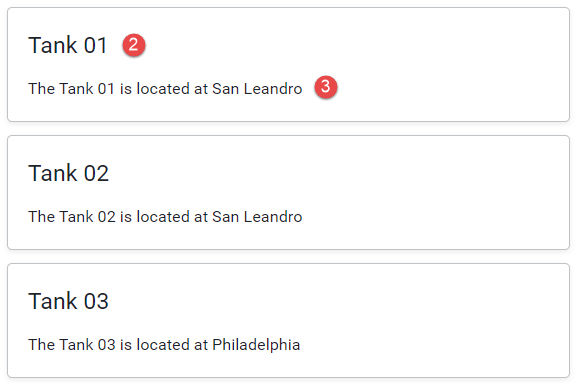 Tank 01 2
The Tank 01 is located at San Leandro 3
Tank 02
The Tank 02 is located at San Leandro
Tank 03
The Tank 03 is located at Philadelphia